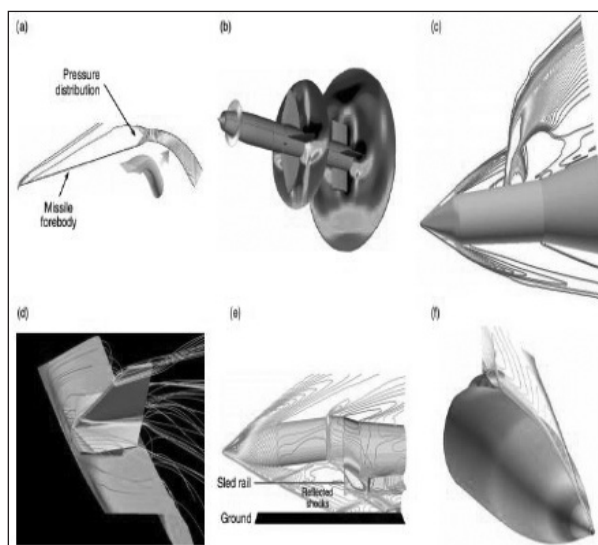 (a)
Pressure
distribution
Missile
forebody
(b)
(c)
(d)
(e)
Sled rail
Reflected
shocks
Ground
(f)